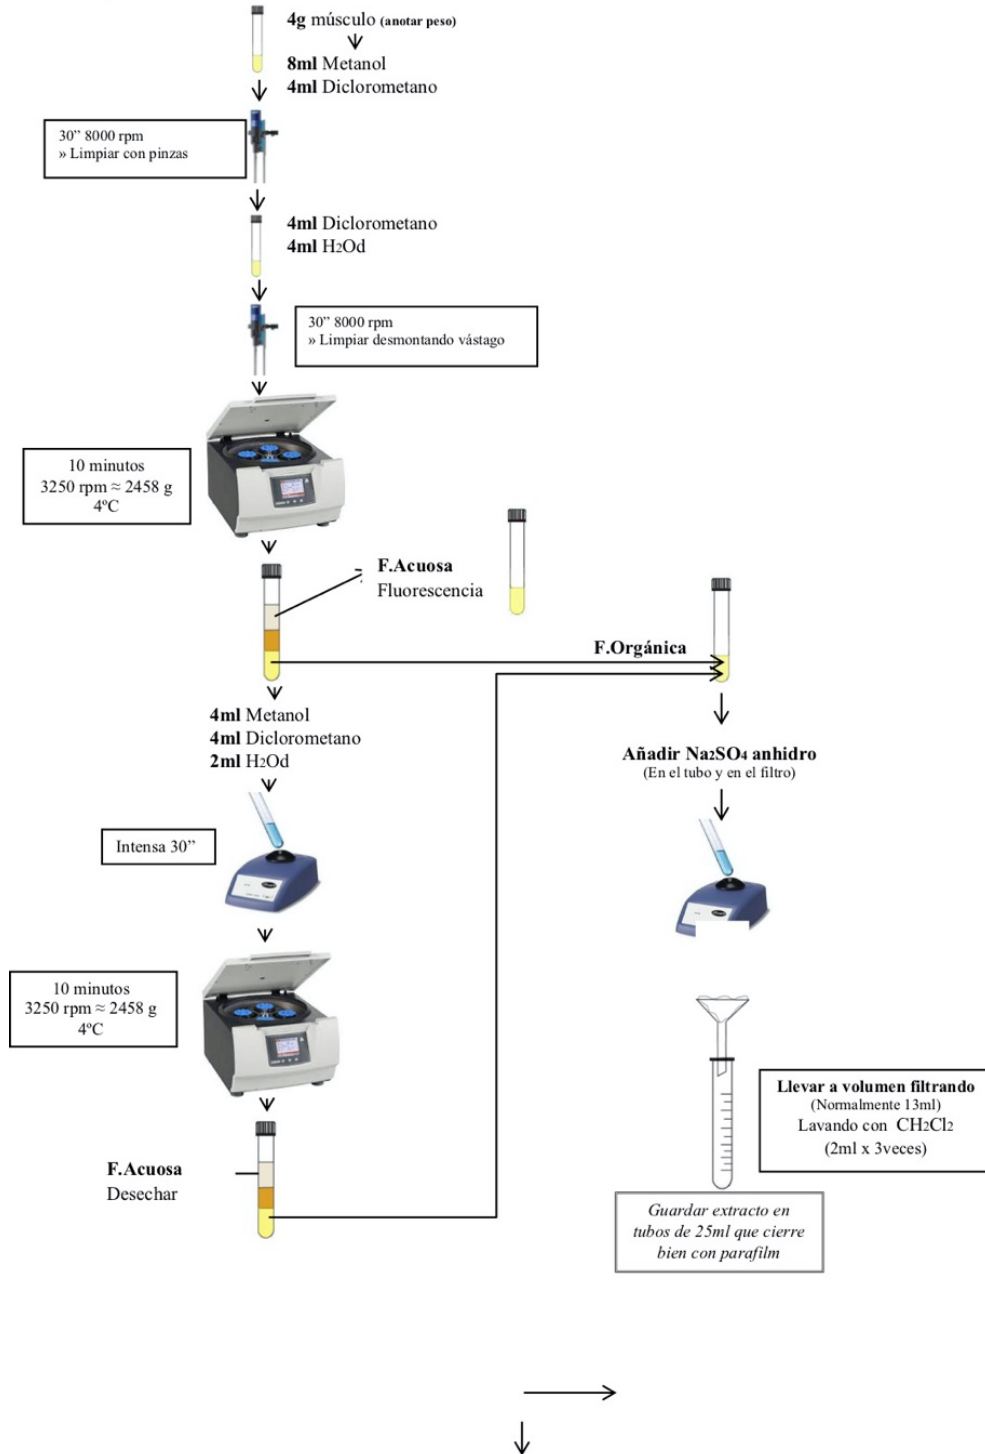 4g músculo (anotar peso)
8ml Metanol
4ml Diclorometano
30” 8000 rpm
» Limpiar con pinzas
4ml Diclorometano
4ml H2Od
30” 8000 rpm
» Limpiar desmontando vástago
10 minutos
3250 rpm ≈ 2458 g
4ºC
F.Acuosa
Fluorescencia
F.Orgánica
4ml Metanol
4ml Diclorometano
2ml H2Od
Añadir Na2SO4 anhidro
(En el tubo y en el filtro)
Intensa 30”
10 minutos
3250 rpm ≈ 2458 g
4ºC
Llevar a volumen filtrando
(Normalmente 13ml)
Lavando con CH2Cl2
(2ml x 3veces)
F.Acuosa
Desechar
Guardar extracto en
tubos de 25ml que cierre
bien con parafilm